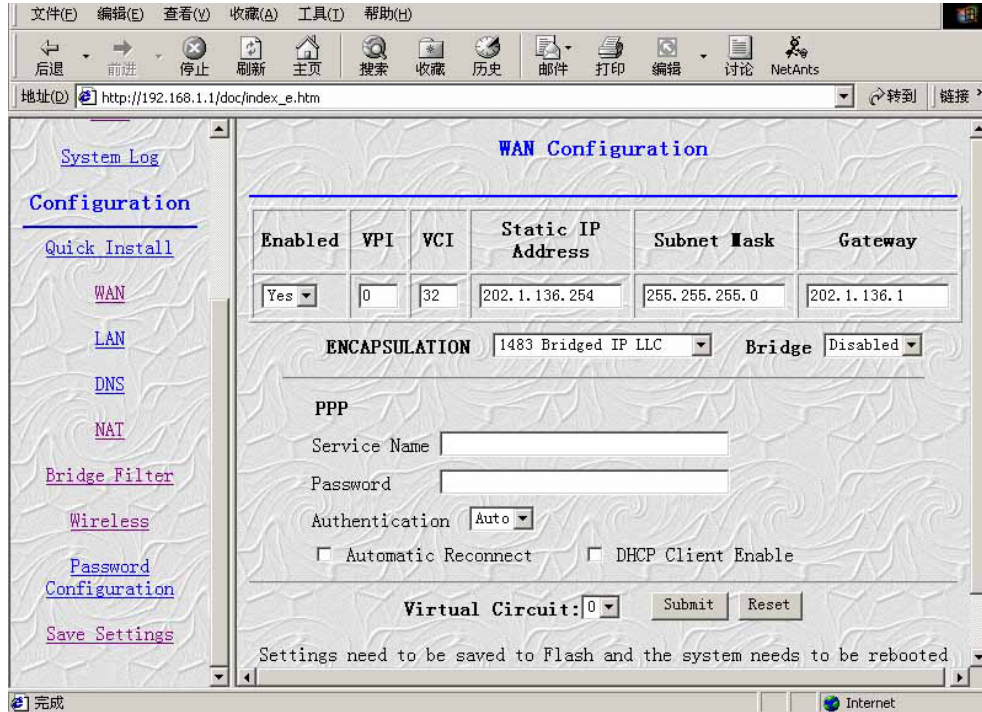 文件(F) 编辑(E) 查看(V) 收藏(A) 工具(T) 帮助(H)
后退 前进 停止 刷新 主页 搜索 收藏 历史 邮件 打印 编辑 讨论 NetAnts
地址(D) http://192.168.1.1/doc/index_e.htm 转到 链接
System Log
Configuration
Quick Install
WAN
LAN
DNS
NAT
Bridge Filter
Wireless
Password
Configuration
Save Settings
WAN Configuration
Enabled VPI VCI Static IP Address Subnet Mask Gateway
Yes 0 32 202.1.136.254 255.255.255.0 202.1.136.1
ENCAPSULATION 1483 Bridged IP LLC Bridge Disabled
PPP
Service Name
Password
Authentication Auto
Automatic Reconnect DHCP Client Enable
Virtual Circuit: 0 Submit Reset
Settings need to be saved to Flash and the system needs to be rebooted
完成 Internet